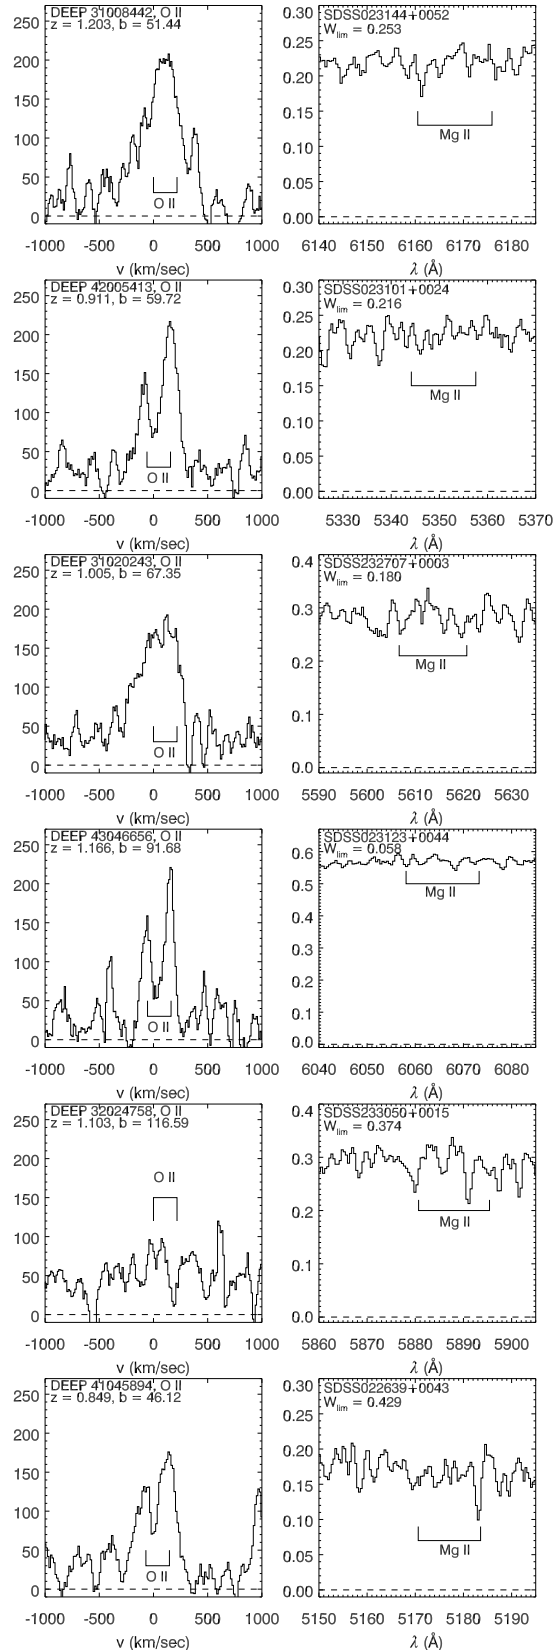 DEEP 31008442, O II
z = 1.203, b = 51.44
250
200
150
100
50
0
O II
-1000 -500 0 500 1000
v (km/sec)
SDSS023144+0052
W_lim = 0.253
0.30
0.25
0.20
0.15
0.10
0.05
0.00
Mg II
6140 6150 6160 6170 6180
λ (Å)
DEEP 42005413, O II
z = 0.911, b = 59.72
250
200
150
100
50
0
O II
-1000 -500 0 500 1000
v (km/sec)
SDSS023101+0024
W_lim = 0.216
0.30
0.25
0.20
0.15
0.10
0.05
0.00
Mg II
5330 5340 5350 5360 5370
λ (Å)
DEEP 31020243, O II
z = 1.005, b = 67.35
250
200
150
100
50
0
O II
-1000 -500 0 500 1000
v (km/sec)
SDSS232707+0003
W_lim = 0.180
0.4
0.3
0.2
0.1
0.0
Mg II
5590 5600 5610 5620 5630
λ (Å)
DEEP 43046656, O II
z = 1.166, b = 91.68
250
200
150
100
50
0
O II
-1000 -500 0 500 1000
v (km/sec)
SDSS023123+0044
W_lim = 0.058
0.6
0.5
0.4
0.3
0.2
0.1
0.0
Mg II
6040 6050 6060 6070 6080
λ (Å)
DEEP 32024758, O II
z = 1.103, b = 116.59
250
200
150
100
50
0
O II
-1000 -500 0 500 1000
v (km/sec)
SDSS233050+0015
W_lim = 0.374
0.4
0.3
0.2
0.1
0.0
Mg II
5860 5870 5880 5890 5900
λ (Å)
DEEP 41045894, O II
z = 0.849, b = 46.12
250
200
150
100
50
0
O II
-1000 -500 0 500 1000
v (km/sec)
SDSS022639+0043
W_lim = 0.429
0.30
0.25
0.20
0.15
0.10
0.05
0.00
Mg II
5150 5160 5170 5180 5190
λ (Å)